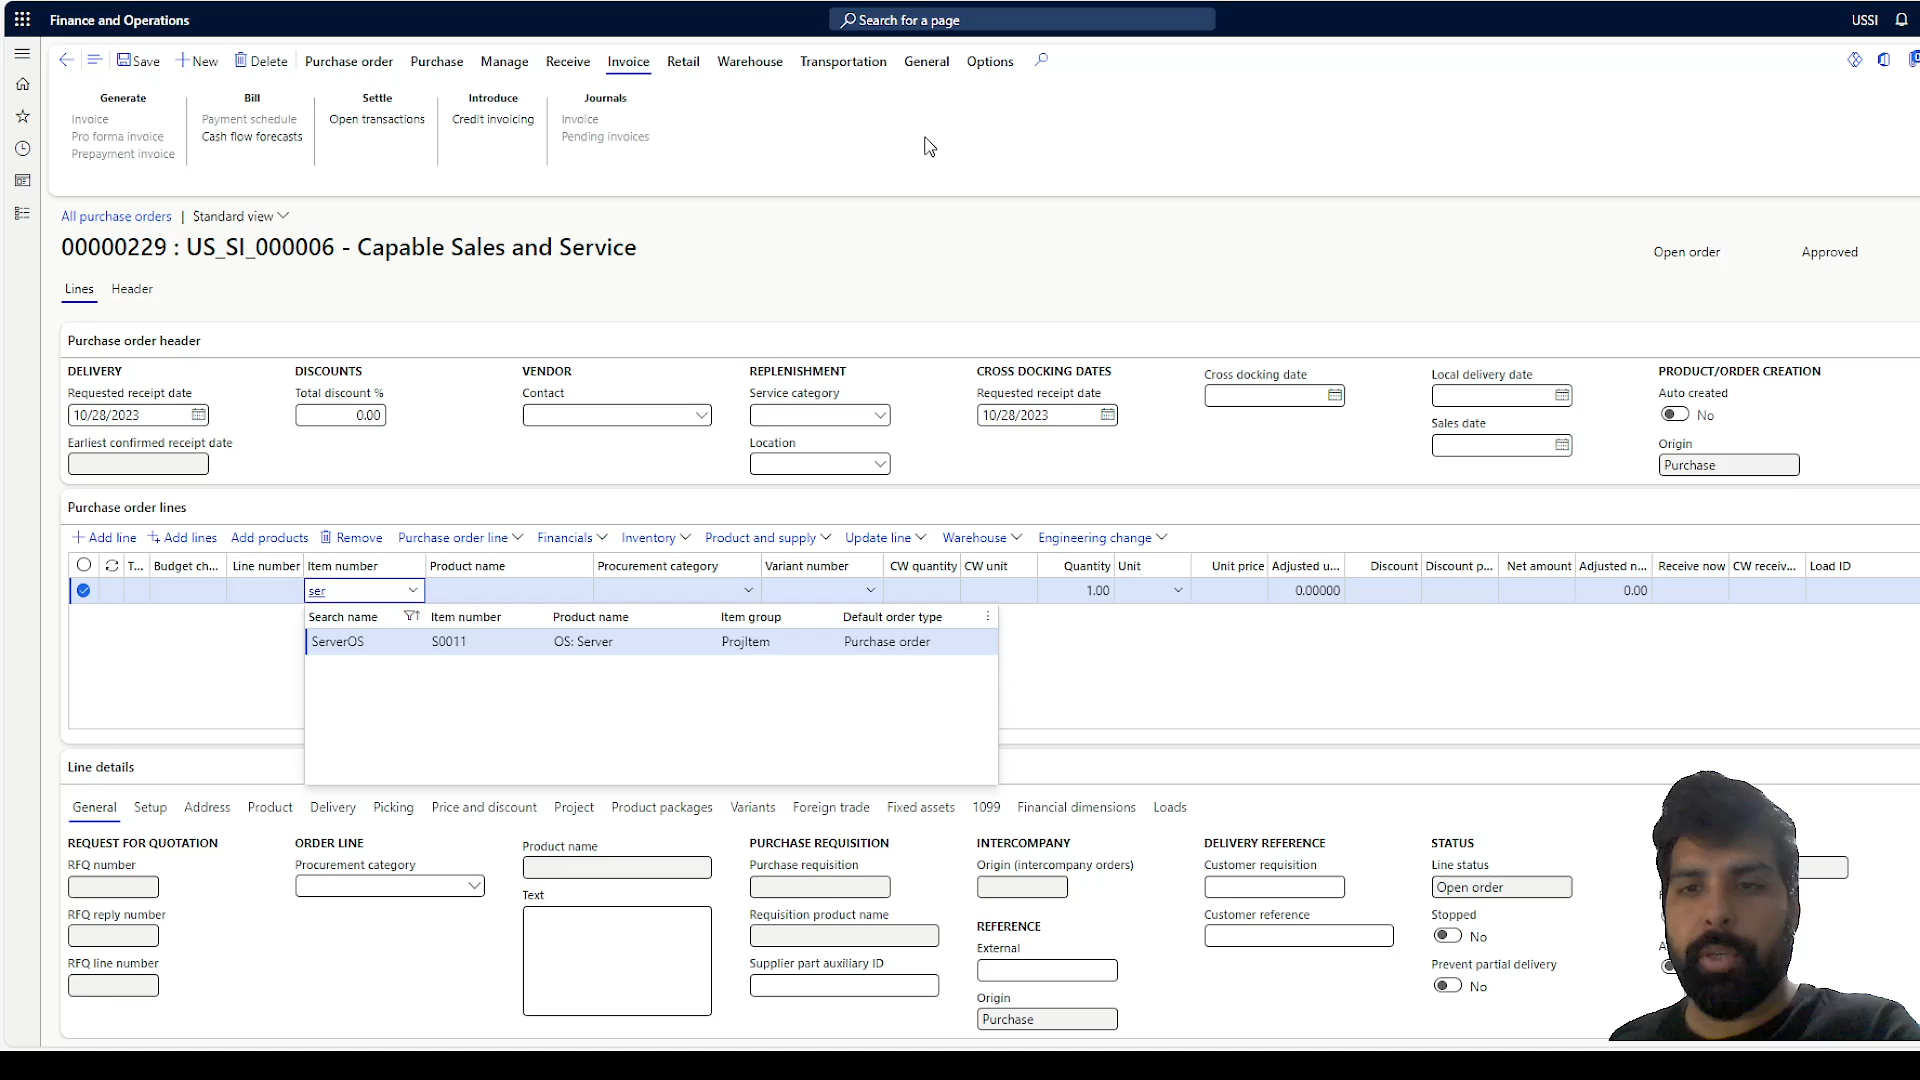 Finance and Operations
Search for a page
USSI
Save
New
Delete
Purchase order
Purchase
Manage
Receive
Invoice
Retail
Warehouse
Transportation
General
Options
Generate
Invoice
Pro forma invoice
Prepayment invoice
Bill
Payment schedule
Cash flow forecasts
Settle
Open transactions
Introduce
Credit invoicing
Journals
Invoice
Pending invoices
All purchase orders | Standard view
00000229 : US_SI_000006 - Capable Sales and Service
Open order
Approved
Lines
Header
Purchase order header
DELIVERY
Requested receipt date
10/28/2023
Earliest confirmed receipt date
DISCOUNTS
Total discount %
0.00
VENDOR
Contact
REPLENISHMENT
Service category
Location
CROSS DOCKING DATES
Requested receipt date
10/28/2023
Cross docking date
Local delivery date
Sales date
PRODUCT/ORDER CREATION
Auto created
No
Origin
Purchase
Purchase order lines
Add line
Add lines
Add products
Remove
Purchase order line
Financials
Inventory
Product and supply
Update line
Warehouse
Engineering change
T...
Budget ch...
Line number
Item number
Product name
Procurement category
Variant number
CW quantity
CW unit
Quantity
Unit
Unit price
Adjusted u...
Discount
Discount p...
Net amount
Adjusted n...
Receive now
CW receiv...
Load ID
ser
1.00
0.00000
0.00
Search name
Item number
Product name
Item group
Default order type
ServerOS
S0011
OS: Server
ProjItem
Purchase order
Line details
General
Setup
Address
Product
Delivery
Picking
Price and discount
Project
Product packages
Variants
Foreign trade
Fixed assets
1099
Financial dimensions
Loads
REQUEST FOR QUOTATION
RFQ number
RFQ reply number
RFQ line number
ORDER LINE
Procurement category
Product name
Text
PURCHASE REQUISITION
Purchase requisition
Requisition product name
Supplier part auxiliary ID
INTERCOMPANY
Origin (intercompany orders)
REFERENCE
External
Origin
Purchase
DELIVERY REFERENCE
Customer requisition
Customer reference
STATUS
Line status
Open order
Stopped
No
Prevent partial delivery
No